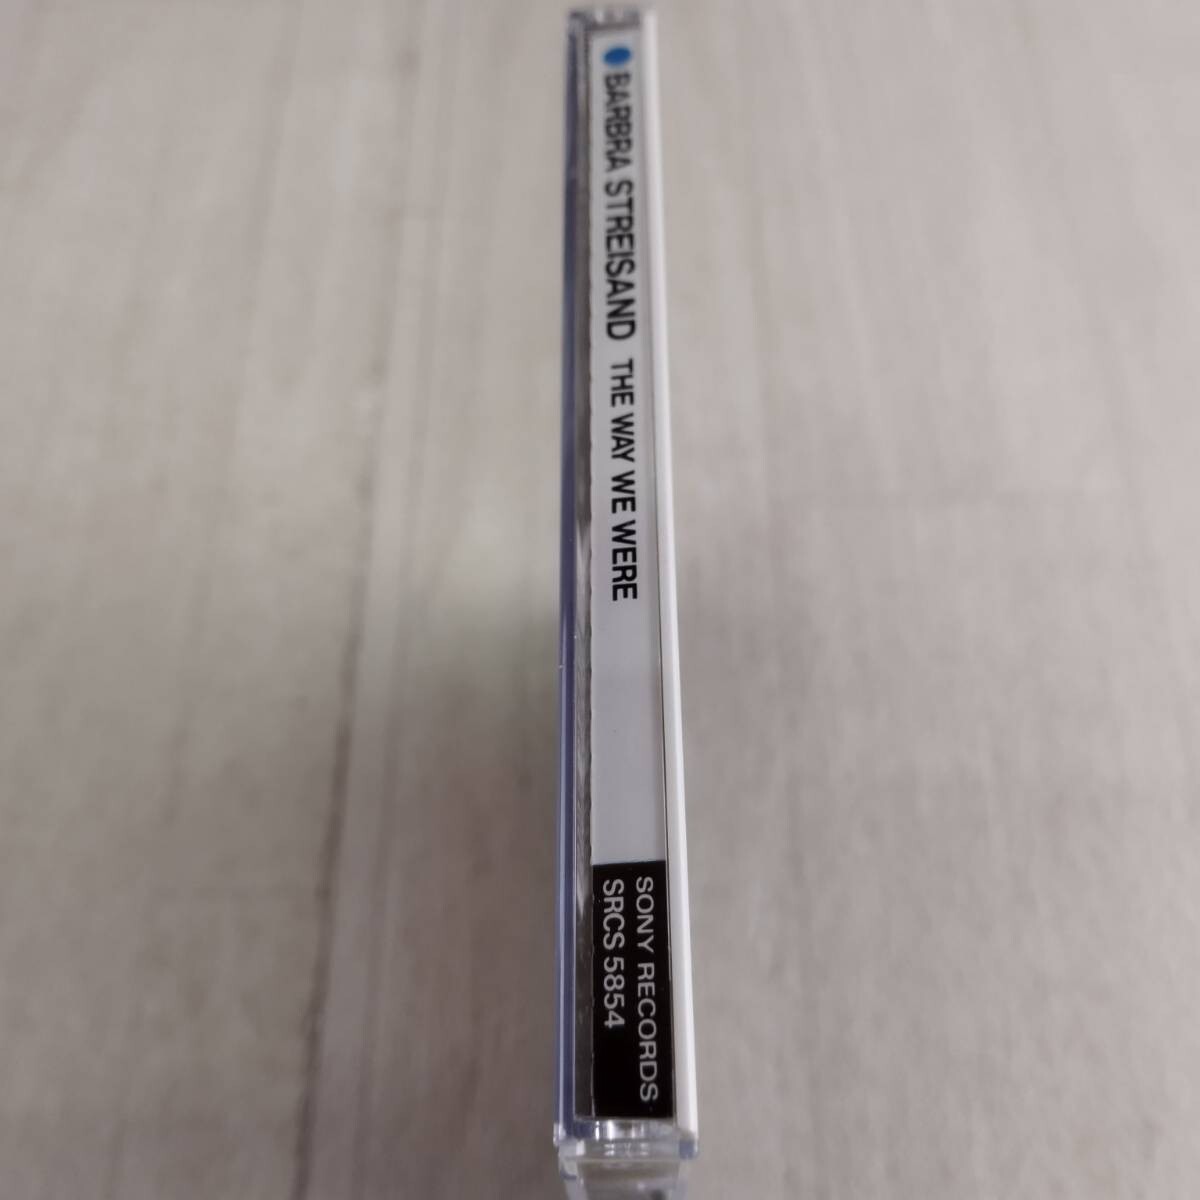 BARBRA STREISAND THE WAY WE WERE
SONY RECORDS
SRCS 5854